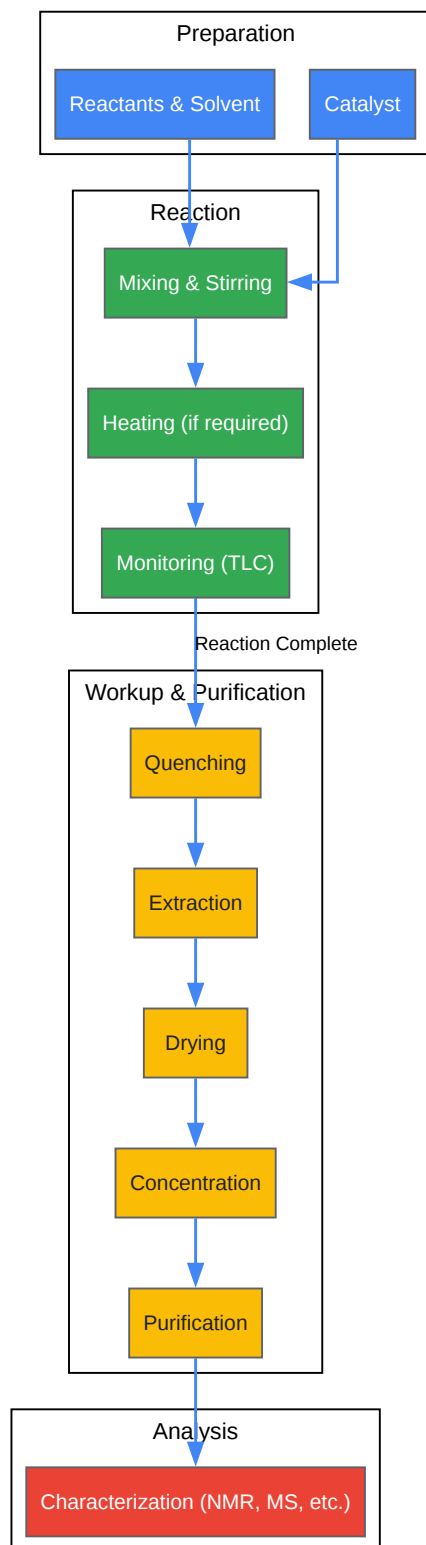 Preparation
Reactants & Solvent
Catalyst
Reaction
Mixing & Stirring
Heating (if required)
Monitoring (TLC)
Reaction Complete
Workup & Purification
Quenching
Extraction
Drying
Concentration
Purification
Analysis
Characterization (NMR, MS, etc.)